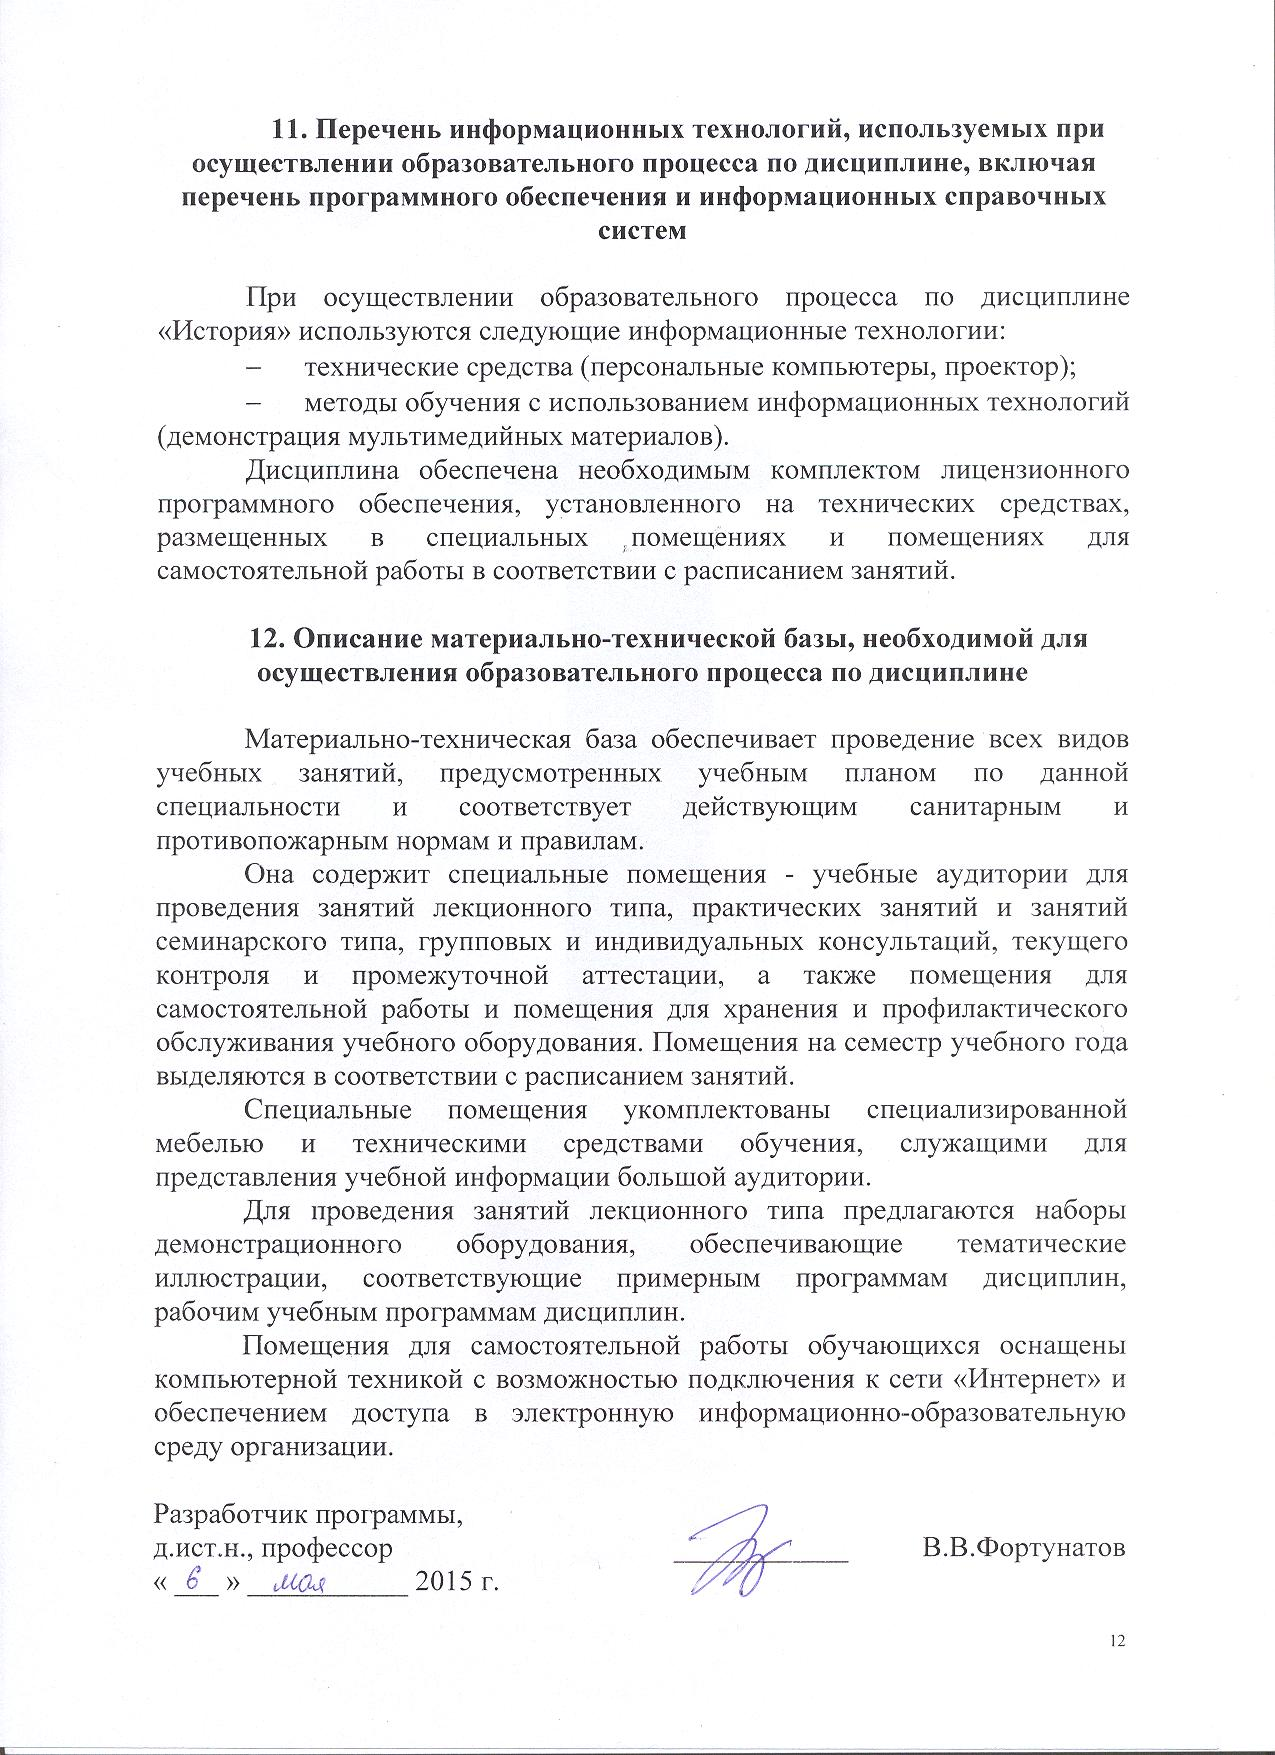 11. Перечень информационных технологий, используемых при
осуществлении образовательного процесса по дисциплине, включая
перечень программного обеспечения и информационных справочных
систем
При осуществлении образовательного процесса по дисциплине
«История» используются следующие информационные технологии:
– технические средства (персональные компьютеры, проектор);
– методы обучения с использованием информационных технологий
(демонстрация мультимедийных материалов).
Дисциплина обеспечена необходимым комплектом лицензионного
программного обеспечения, установленного на технических средствах,
размещенных в специальных помещениях и помещениях для
самостоятельной работы в соответствии с расписанием занятий.
12. Описание материально-технической базы, необходимой для
осуществления образовательного процесса по дисциплине
Материально-техническая база обеспечивает проведение всех видов
учебных занятий, предусмотренных учебным планом по данной
специальности и соответствует действующим санитарным и
противопожарным нормам и правилам.
Она содержит специальные помещения - учебные аудитории для
проведения занятий лекционного типа, практических занятий и занятий
семинарского типа, групповых и индивидуальных консультаций, текущего
контроля и промежуточной аттестации, а также помещения для
самостоятельной работы и помещения для хранения и профилактического
обслуживания учебного оборудования. Помещения на семестр учебного года
выделяются в соответствии с расписанием занятий.
Специальные помещения укомплектованы специализированной
мебелью и техническими средствами обучения, служащими для
представления учебной информации большой аудитории.
Для проведения занятий лекционного типа предлагаются наборы
демонстрационного оборудования, обеспечивающие тематические
иллюстрации, соответствующие примерным программам дисциплин,
рабочим учебным программам дисциплин.
Помещения для самостоятельной работы обучающихся оснащены
компьютерной техникой с возможностью подключения к сети «Интернет» и
обеспечением доступа в электронную информационно-образовательную
среду организации.
Разработчик программы,
д.ист.н., профессор ____________ В.В.Фортунатов
« 6 » мая 2015 г.
12